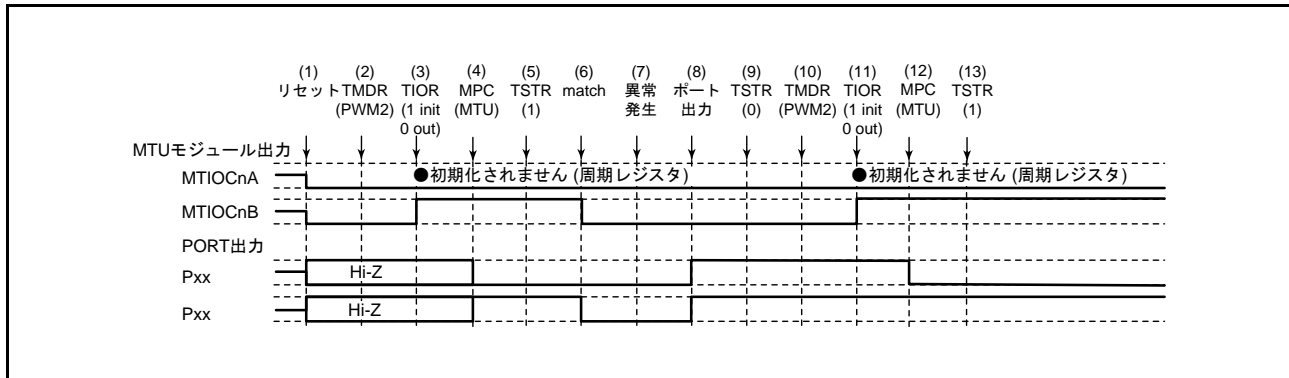 (1) (2) (3) (4) (5) (6) (7) (8) (9) (10) (11) (12) (13)
リセット TMDR TIOR MPC TSTR match 異常 ポート TSTR TMDR TIOR MPC TSTR
(PWM2) (1 init (MTU) (1) 発生 出力 (0) (PWM2) (1 init (MTU) (1)
0 out) 0 out)
MTUモジュール出力
MTIOCnA ●初期化されません (周期レジスタ) ●初期化されません (周期レジスタ)
MTIOCnB
PORT出力
Pxx Hi-Z
Pxx Hi-Z